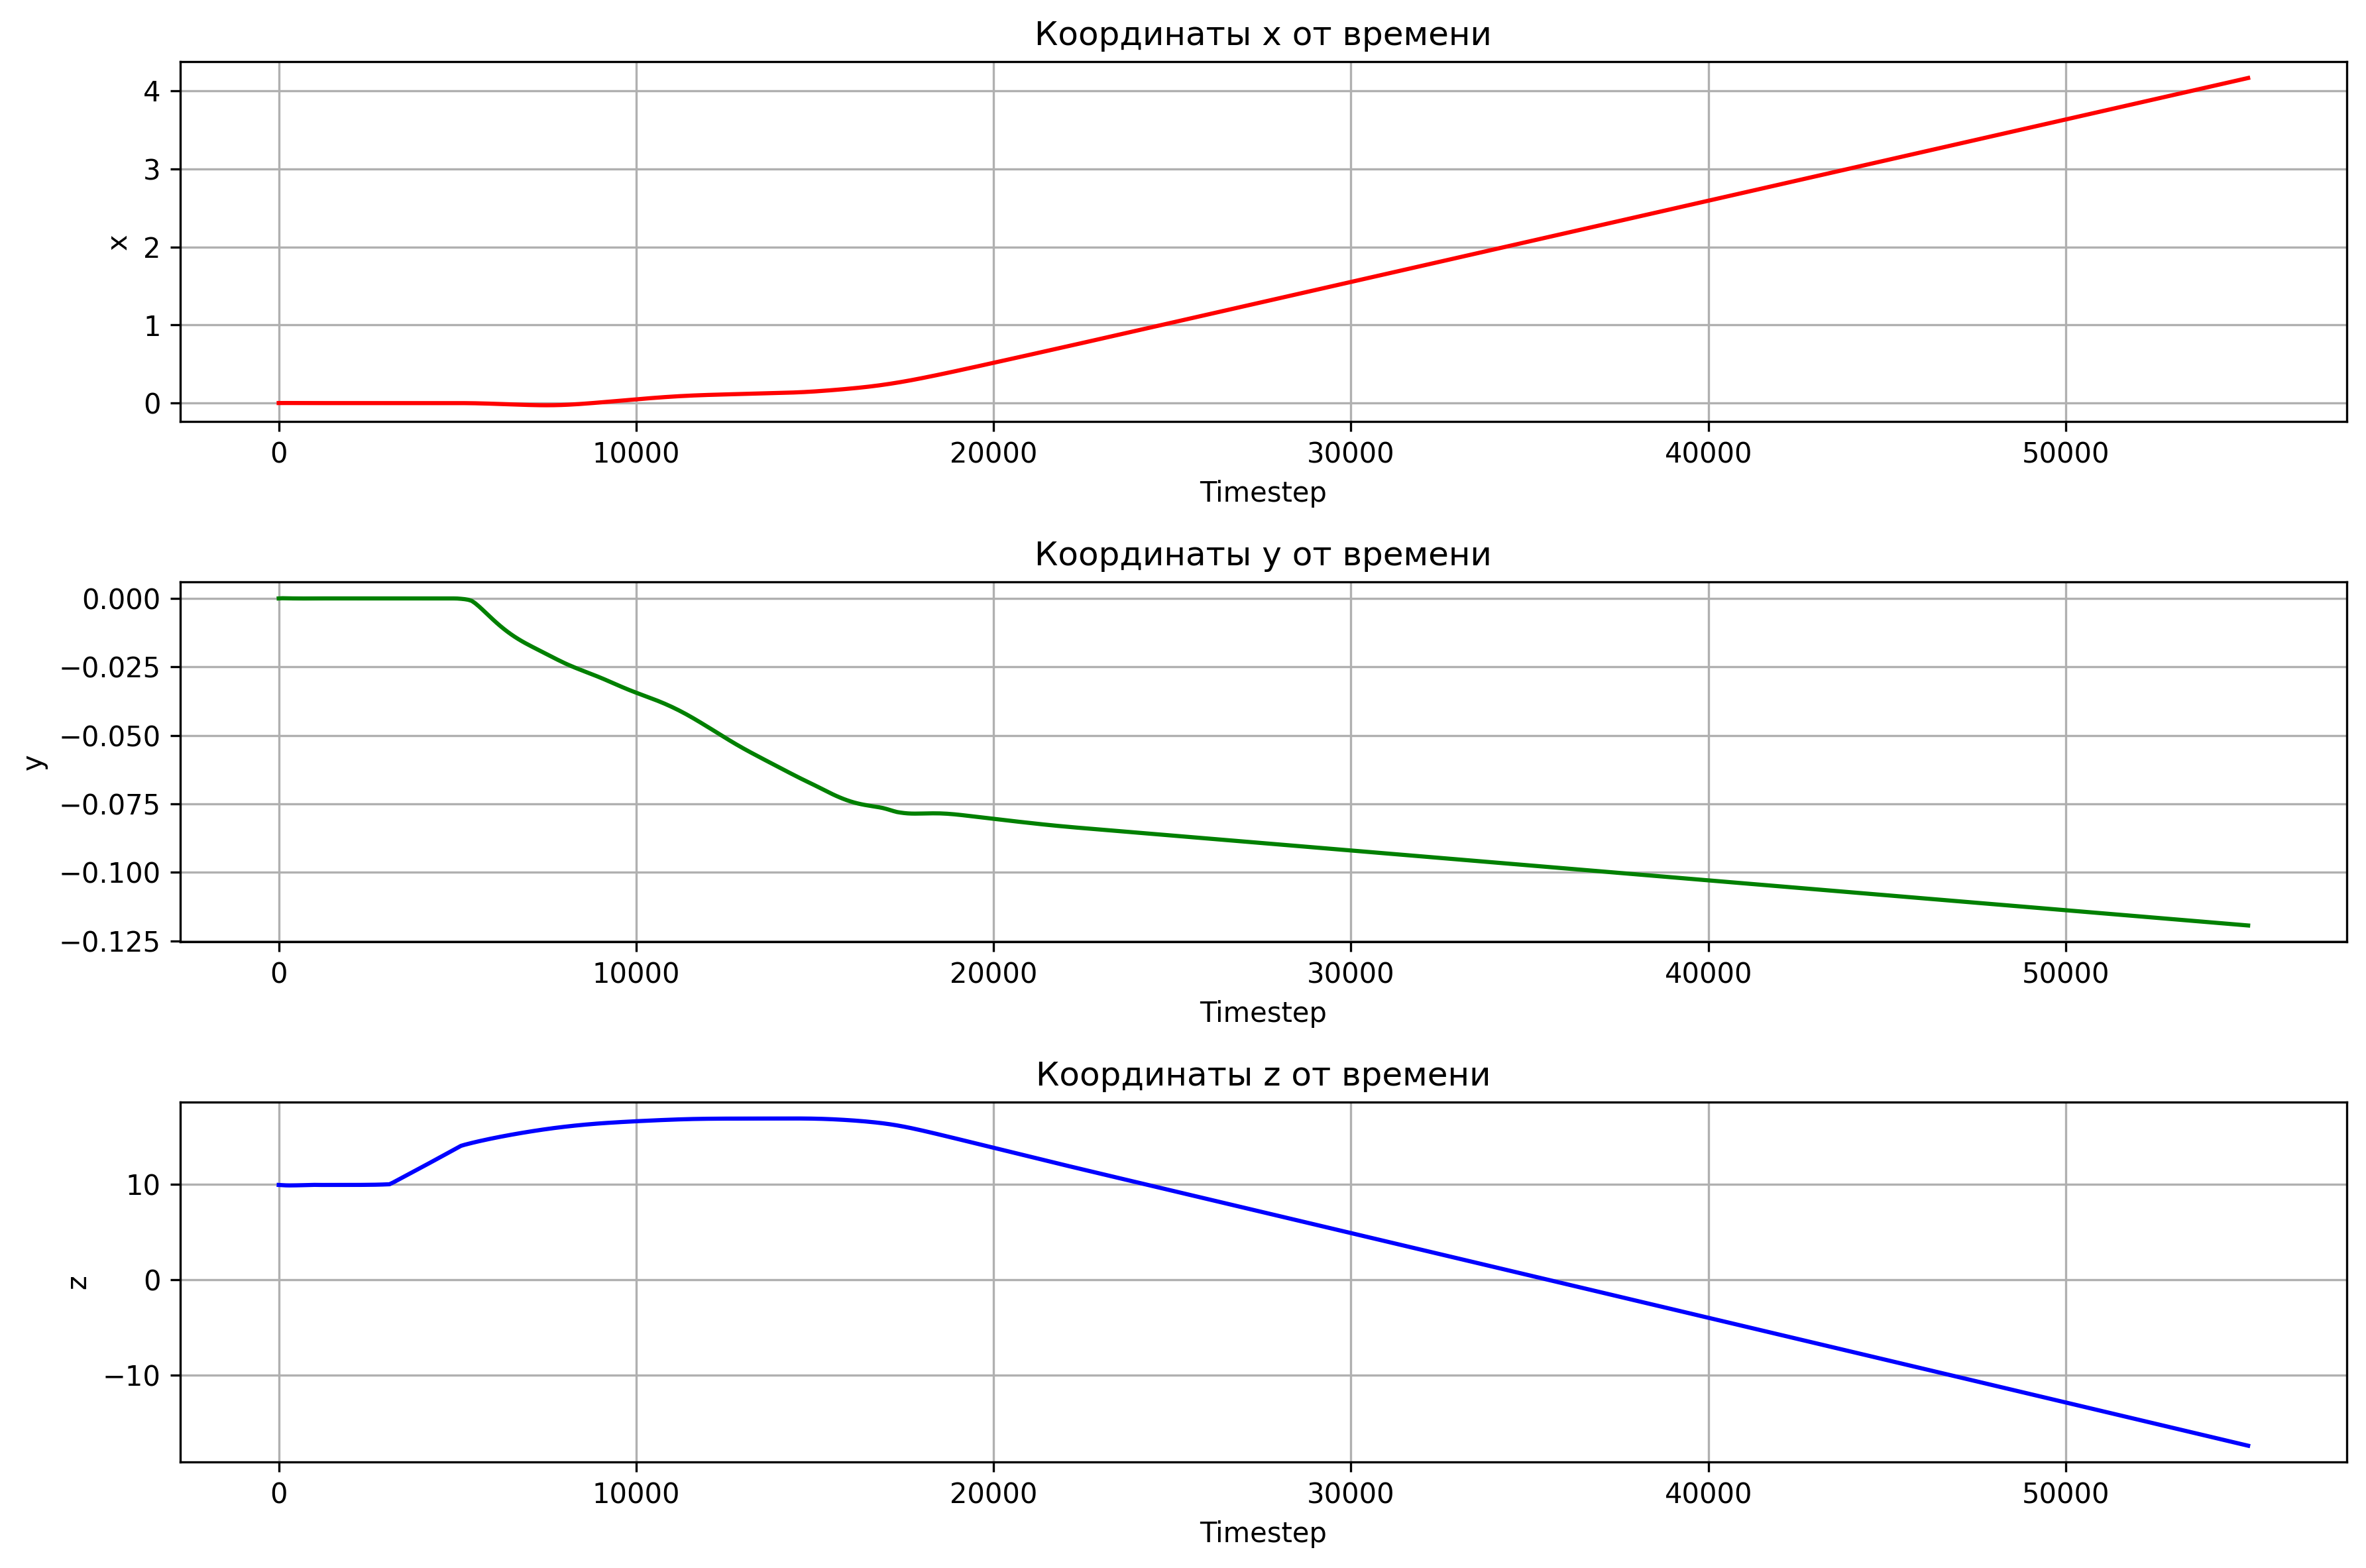 Координаты x от времени
4
3
2
1
0
x
0 10000 20000 30000 40000 50000
Timestep
Координаты y от времени
0.000
−0.025
−0.050
−0.075
−0.100
−0.125
y
0 10000 20000 30000 40000 50000
Timestep
Координаты z от времени
10
0
−10
z
0 10000 20000 30000 40000 50000
Timestep